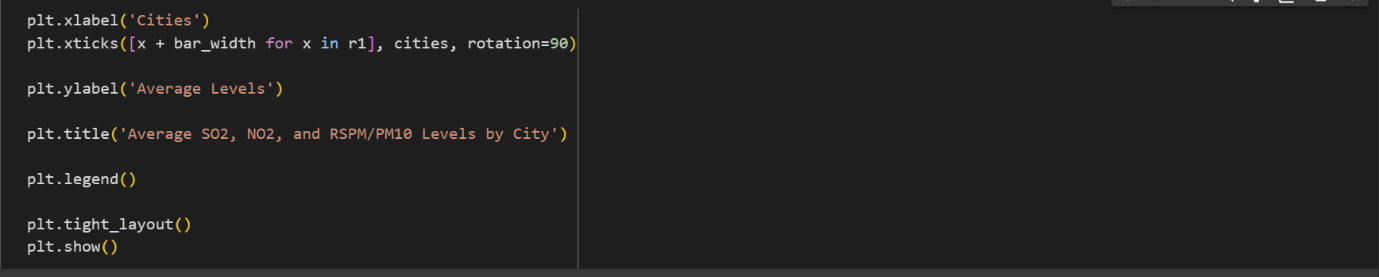 plt.xlabel('Cities')
plt.xticks([x + bar_width for x in r1], cities, rotation=90)
plt.ylabel('Average Levels')
plt.title('Average SO2, NO2, and RSPM/PM10 Levels by City')
plt.legend()
plt.tight_layout()
plt.show()